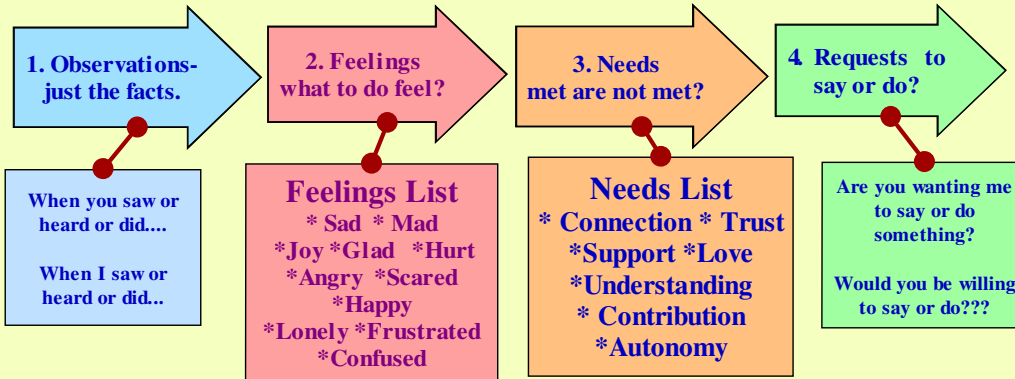 1. Observations-
just the facts.
2. Feelings
what to do feel?
3. Needs
met are not met?
4. Requests to
say or do?
When you saw or
heard or did....
When I saw or
heard or did...
Feelings List
* Sad * Mad
*Joy *Glad *Hurt
*Angry *Scared
*Happy
*Lonely *Frustrated
*Confused
Needs List
* Connection * Trust
*Support *Love
*Understanding
* Contribution
*Autonomy
Are you wanting me
to say or do
something?
Would you be willing
to say or do???